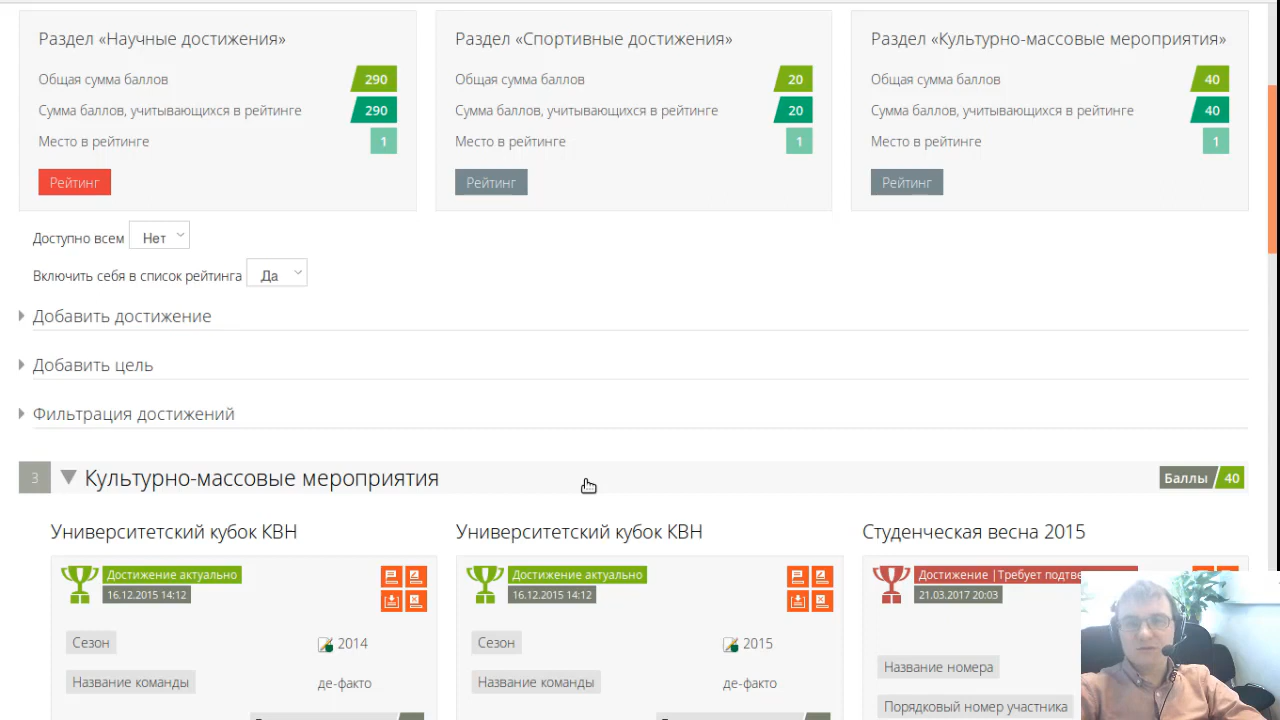 Раздел «Научные достижения»
Общая сумма баллов 290
Сумма баллов, учитывающихся в рейтинге 290
Место в рейтинге 1
Рейтинг
Раздел «Спортивные достижения»
Общая сумма баллов 20
Сумма баллов, учитывающихся в рейтинге 20
Место в рейтинге 1
Рейтинг
Раздел «Культурно-массовые мероприятия»
Общая сумма баллов 40
Сумма баллов, учитывающихся в рейтинге 40
Место в рейтинге 1
Рейтинг
Доступно всем Нет
Включить себя в список рейтинга Да
Добавить достижение
Добавить цель
Фильтрация достижений
3 Культурно-массовые мероприятия Баллы 40
Университетский кубок КВН
Достижение актуально
16.12.2015 14:12
Сезон 2014
Название команды де-факто
Университетский кубок КВН
Достижение актуально
16.12.2015 14:12
Сезон 2015
Название команды де-факто
Студенческая весна 2015
Достижение | Требует подтве
21.03.2017 20:03
Название номера
Порядковый номер участника